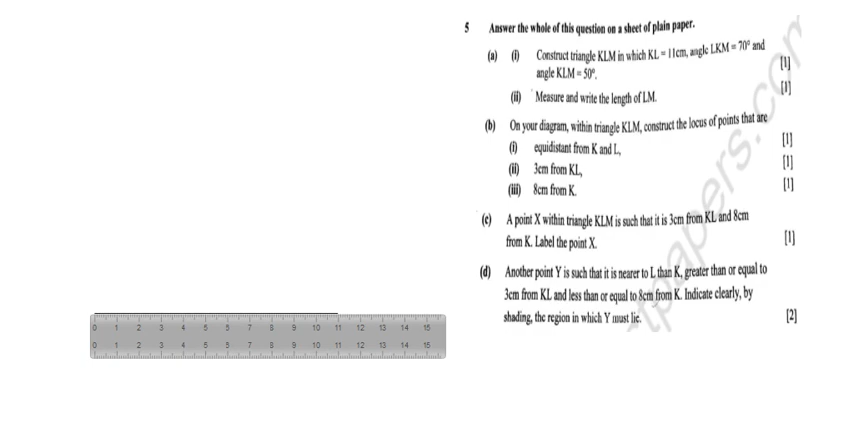 5 Answer the whole of this question on a sheet of plain paper.
(a) (i) Construct triangle KLM in which KL = 11cm, angle LKM = 70° and
angle KLM = 50°. [1]
(ii) Measure and write the length of LM. [1]
(b) On your diagram, within triangle KLM, construct the locus of points that are
(i) equidistant from K and L, [1]
(ii) 3cm from KL, [1]
(iii) 8cm from K. [1]
(c) A point X within triangle KLM is such that it is 3cm from KL and 8cm
from K. Label the point X. [1]
(d) Another point Y is such that it is nearer to L than K, greater than or equal to
3cm from KL and less than or equal to 8cm from K. Indicate clearly, by
shading, the region in which Y must lie. [2]
tpapers.com
0 1 2 3 4 5 5 7 8 9 10 11 12 13 14 15
0 1 2 3 4 5 5 7 8 9 10 11 12 13 14 15